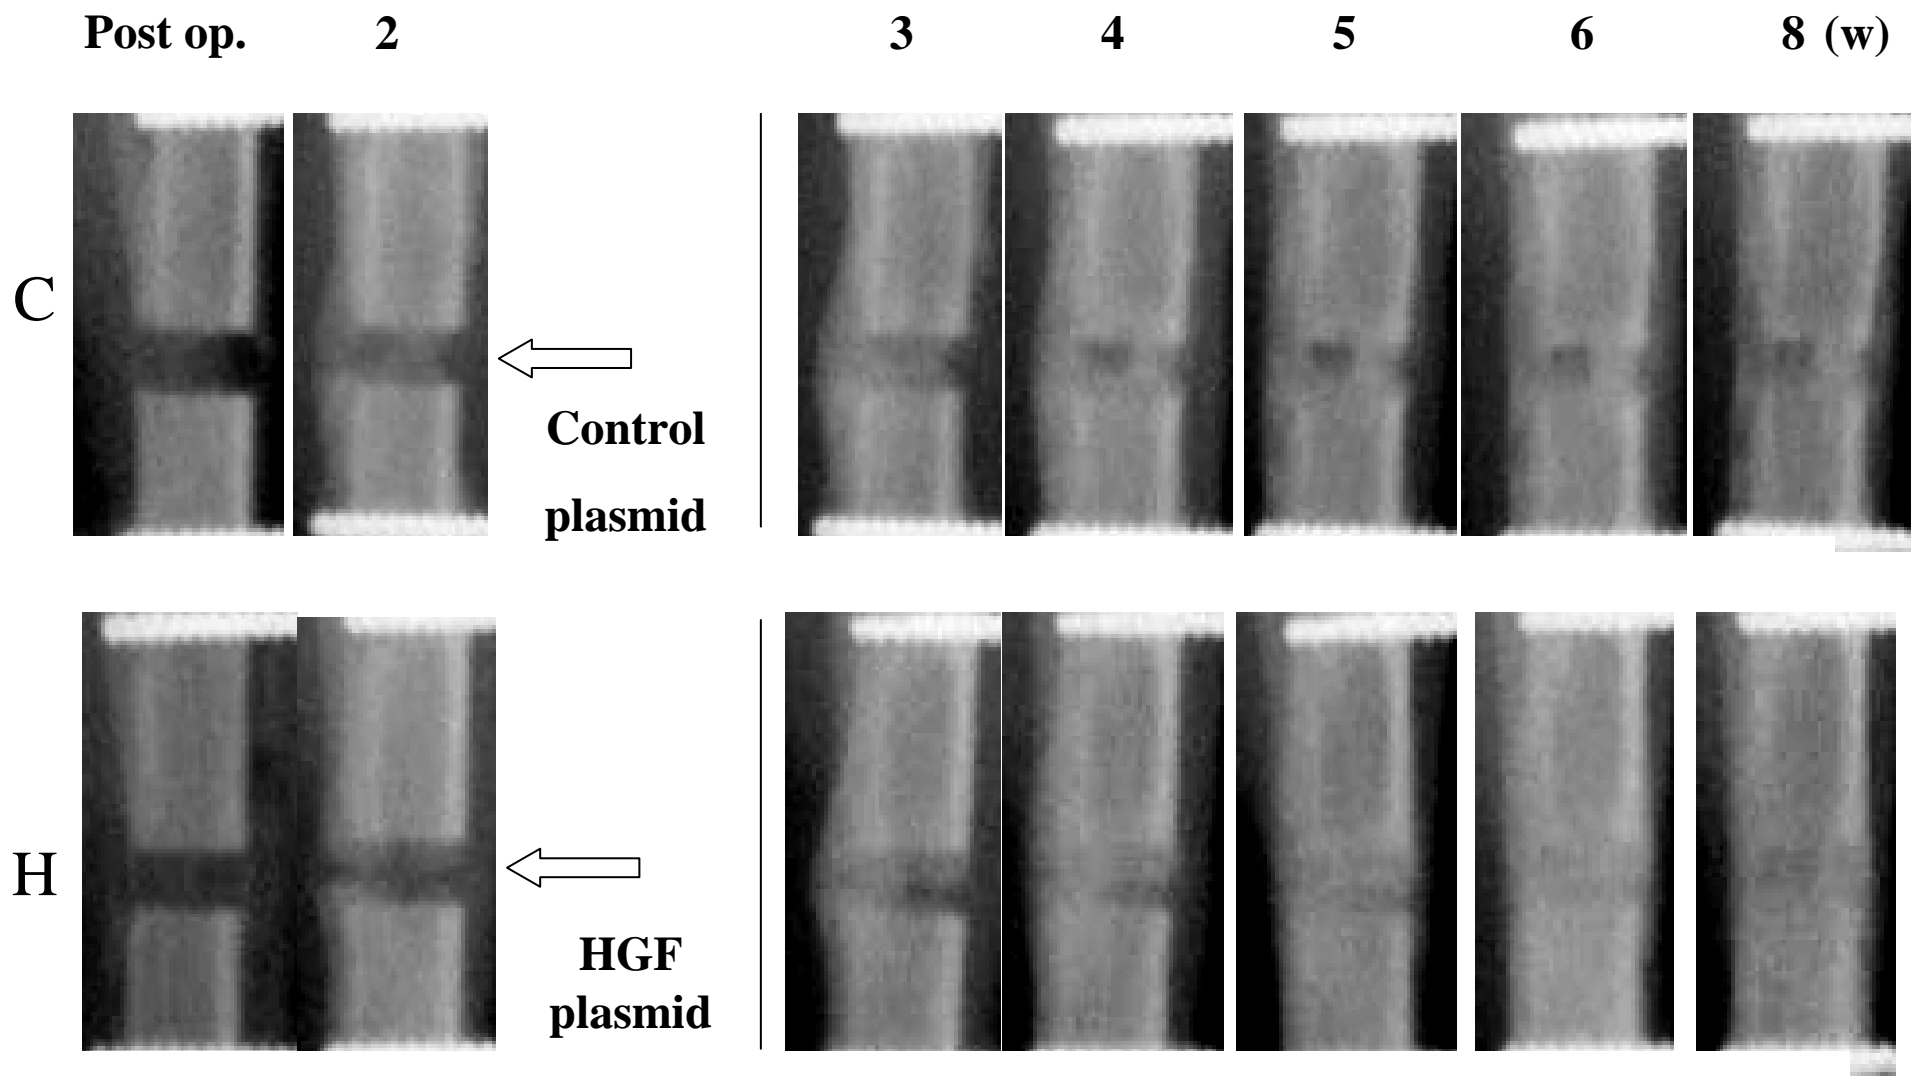 Post op. 2 3 4 5 6 8 (w)
C
Control
plasmid
H
HGF
plasmid